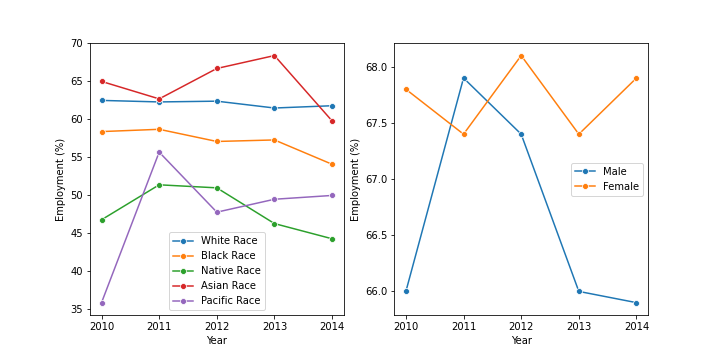 70
65
60
55
50
45
40
35
Employment (%)
2010 2011 2012 2013 2014
Year
White Race
Black Race
Native Race
Asian Race
Pacific Race
68.0
67.5
67.0
66.5
66.0
Employment (%)
2010 2011 2012 2013 2014
Year
Male
Female